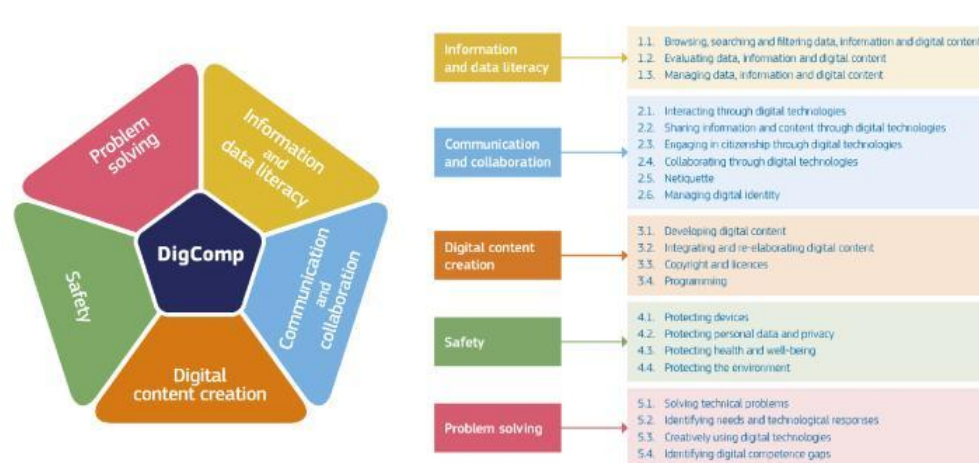 Problem
solving
Information
and
data literacy
Safety
DigComp
Communication
and
collaboration
Digital
content creation
Information
and data literacy
1.1. Browsing, searching and filtering data, information and digital content
1.2. Evaluating data, information and digital content
1.3. Managing data, information and digital content
Communication
and collaboration
2.1. Interacting through digital technologies
2.2. Sharing information and content through digital technologies
2.3. Engaging in citizenship through digital technologies
2.4. Collaborating through digital technologies
2.5. Netiquette
2.6. Managing digital identity
Digital content
creation
3.1. Developing digital content
3.2. Integrating and re-elaborating digital content
3.3. Copyright and licences
3.4. Programming
Safety
4.1. Protecting devices
4.2. Protecting personal data and privacy
4.3. Protecting health and well-being
4.4. Protecting the environment
Problem solving
5.1. Solving technical problems
5.2. Identifying needs and technological responses
5.3. Creatively using digital technologies
5.4. Identifying digital competence gaps